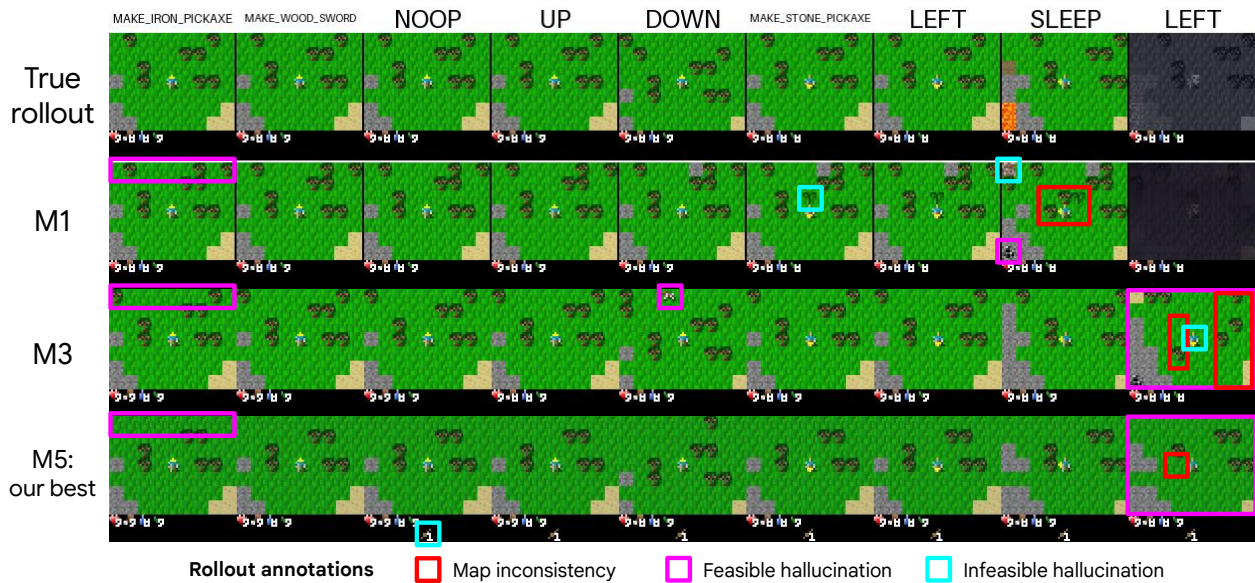 MAKE_IRON_PICKAXE MAKE_WOOD_SWORD NOOP UP DOWN MAKE_STONE_PICKAXE LEFT SLEEP LEFT
True
rollout
M1
M3
M5:
our best
Rollout annotations Map inconsistency Feasible hallucination Infeasible hallucination